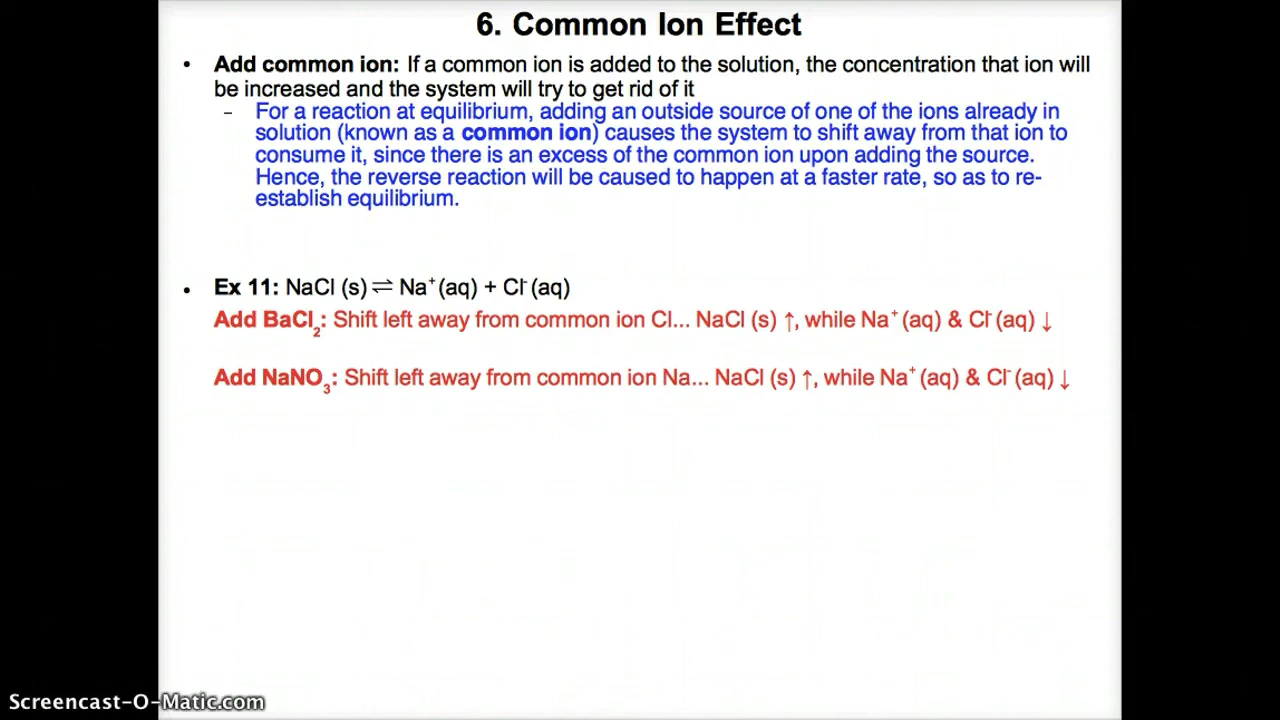 6. Common Ion Effect
• Add common ion: If a common ion is added to the solution, the concentration that ion will
be increased and the system will try to get rid of it
– For a reaction at equilibrium, adding an outside source of one of the ions already in
solution (known as a common ion) causes the system to shift away from that ion to
consume it, since there is an excess of the common ion upon adding the source.
Hence, the reverse reaction will be caused to happen at a faster rate, so as to re-
establish equilibrium.
• Ex 11: NaCl (s) ⇌ Na⁺ (aq) + Cl⁻ (aq)
Add BaCl₂: Shift left away from common ion Cl... NaCl (s) ↑, while Na⁺ (aq) & Cl⁻ (aq) ↓
Add NaNO₃: Shift left away from common ion Na... NaCl (s) ↑, while Na⁺ (aq) & Cl⁻ (aq) ↓
Screencast-O-Matic.com